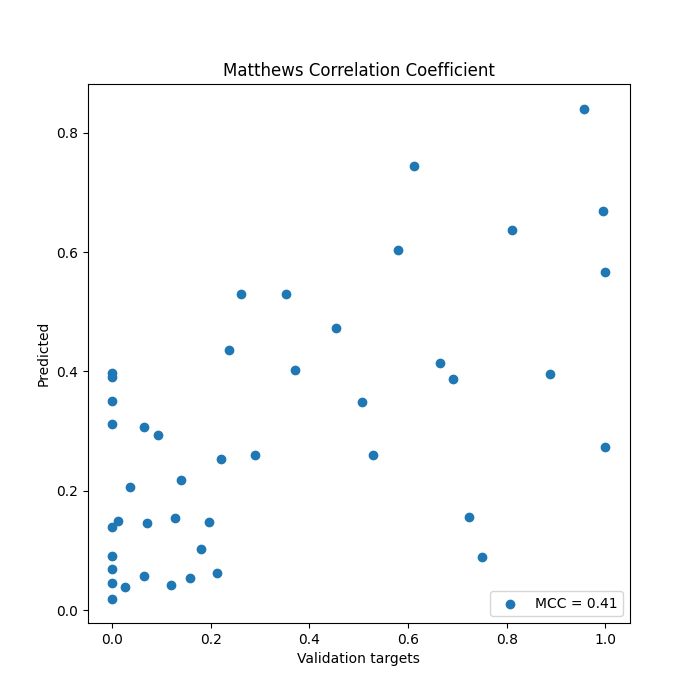 Matthews Correlation Coefficient
0.8
0.6
0.4
0.2
0.0
Predicted
MCC = 0.41
0.0 0.2 0.4 0.6 0.8 1.0
Validation targets